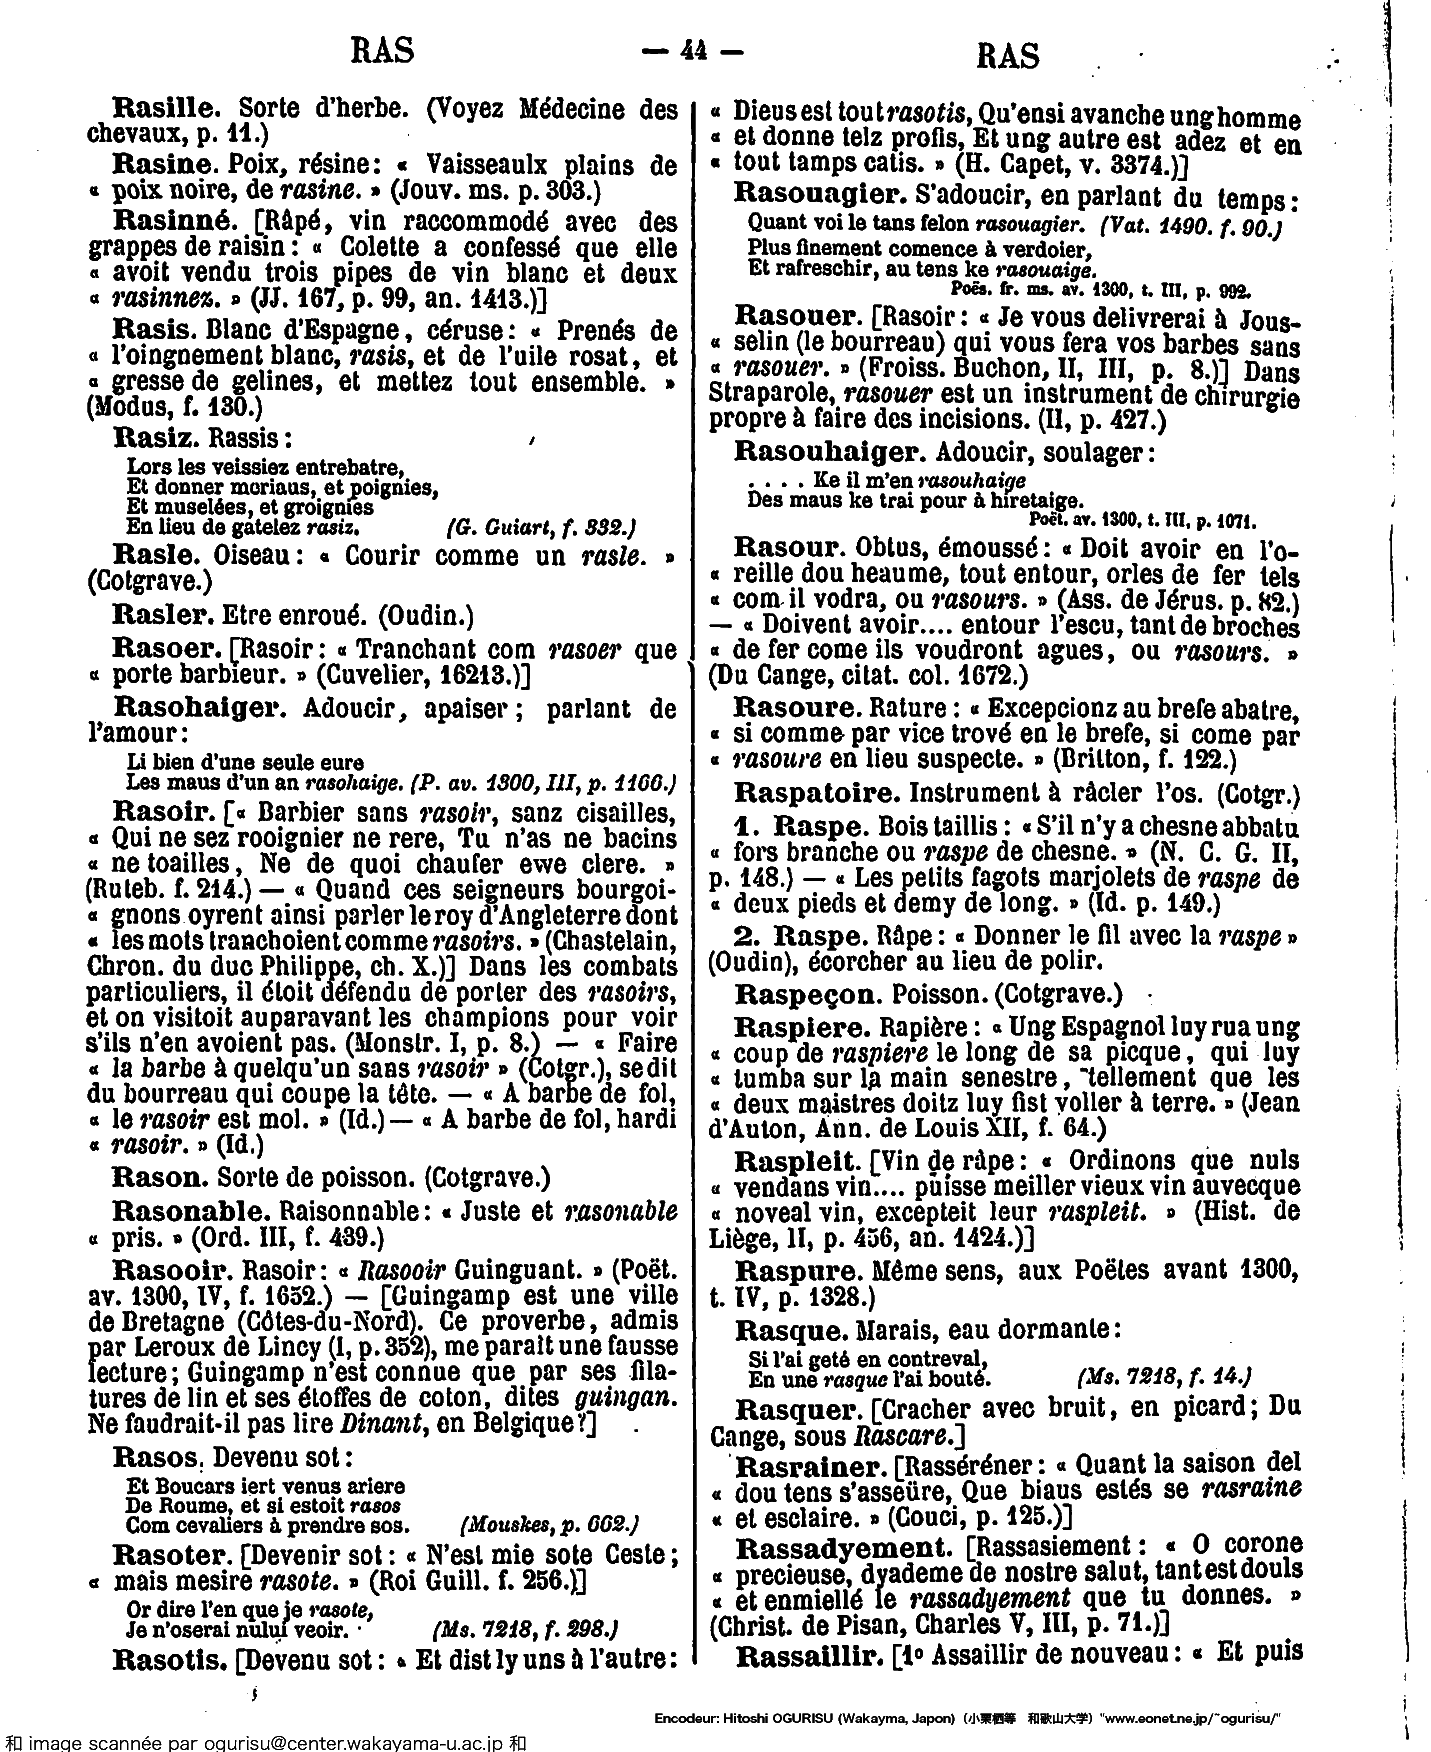 RAS — 44 — RAS
Rasille. Sorte d'herbe. (Voyez Médecine des
chevaux, p. 11.)
Rasine. Poix, résine : « Vaisseaulx plains de
« poix noire, de rasine. » (Jouv. ms. p. 303.)
Rasinné. [Râpé, vin raccommodé avec des
grappes de raisin : « Colette a confessé que elle
« avoit vendu trois pipes de vin blanc et deux
« rasinnez. » (JJ. 167, p. 99, an. 1413.)]
Rasis. Blanc d'Espagne, céruse : « Prenés de
« l'oingnement blanc, rasis, et de l'uile rosat, et
« gresse de gelines, et mettez tout ensemble. »
(Modus, f. 130.)
Rasiz. Rassis :
Lors les veissiez entrebatre,
Et donner moriaus, et poignies,
Et muselées, et groignies
En lieu de gatelez rasiz. (G. Guiart, f. 332.)
Rasle. Oiseau : « Courir comme un rasle. »
(Cotgrave.)
Rasler. Etre enroué. (Oudin.)
Rasoer. [Rasoir : « Tranchant com rasoer que
« porte barbieur. » (Cuvelier, 16213.)]
Rasohaiger. Adoucir, apaiser ; parlant de
l'amour :
Li bien d'une seule eure
Les maus d'un an rasohaige. (P. av. 1300, III, p. 1166.)
Rasoir. [« Barbier sans rasoir, sanz cisailles,
« Qui ne sez rooignier ne rere, Tu n'as ne bacins
« ne toailles, Ne de quoi chaufer ewe clere. »
(Ruteb. f. 214.) — « Quand ces seigneurs bourgoi-
« gnons oyrent ainsi parler le roy d'Angleterre dont
« les mots tranchoient comme rasoirs. » (Chastelain,
Chron. du duc Philippe, ch. X.)] Dans les combats
particuliers, il étoit défendu de porter des rasoirs,
et on visitoit auparavant les champions pour voir
s'ils n'en avoient pas. (Monstr. I, p. 8.) — « Faire
« la barbe à quelqu'un sans rasoir » (Cotgr.), se dit
du bourreau qui coupe la tête. — « A barbe de fol,
« le rasoir est mol. » (Id.) — « A barbe de fol, hardi
« rasoir. » (Id.)
Rason. Sorte de poisson. (Cotgrave.)
Rasonable. Raisonnable : « Juste et rasonable
« pris. » (Ord. III, f. 439.)
Rasooir. Rasoir : « Rasooir Guinguant. » (Poët.
av. 1300, IV, f. 1652.) — [Guingamp est une ville
de Bretagne (Côtes-du-Nord). Ce proverbe, admis
par Leroux de Lincy (I, p. 352), me paraît une fausse
lecture ; Guingamp n'est connue que par ses fila-
tures de lin et ses étoffes de coton, dites guingan.
Ne faudrait-il pas lire Dinant, en Belgique ?]
Rasos. Devenu sot :
Et Boucars iert venus ariere
De Roume, et si estoit rasos
Com cevaliers à prendre sos. (Mouskes, p. 662.)
Rasoter. [Devenir sot : « N'est mie sote Ceste ;
« mais mesire rasote. » (Roi Guill. f. 256.)]
Or dire l'en que je rasote,
Je n'oserai nului veoir. (Ms. 7218, f. 298.)
Rasotis. [Devenu sot : « Et dist ly uns à l'autre :
« Dieus est tout rasotis, Qu'ensi avanche ung homme
« et donne telz profis, Et ung autre est adez et en
« tout tamps catis. » (H. Capet, v. 3374.)]
Rasouagier. S'adoucir, en parlant du temps :
Quant voi le tans felon rasouagier. (Vat. 1490. f. 90.)
Plus finement comence à verdoier,
Et rafreschir, au tens ke rasouaige.
Poës. fr. ms. av. 1300, t. III, p. 992.
Rasouer. [Rasoir : « Je vous delivrerai à Jous-
« selin (le bourreau) qui vous fera vos barbes sans
« rasouer. » (Froiss. Buchon, II, III, p. 8.)] Dans
Straparole, rasouer est un instrument de chirurgie
propre à faire des incisions. (II, p. 427.)
Rasouhaiger. Adoucir, soulager :
. . . . Ke il m'en rasouhaige
Des maus ke trai pour à hiretaige.
Poët. av. 1300, t. III, p. 1071.
Rasour. Obtus, émoussé : « Doit avoir en l'o-
« reille dou heaume, tout entour, orles de fer tels
« com il vodra, ou rasours. » (Ass. de Jérus. p. 82.)
— « Doivent avoir.... entour l'escu, tant de broches
« de fer come ils voudront agues, ou rasours. »
(Du Cange, citat. col. 1672.)
Rasoure. Rature : « Excepcionz au brefe abatre,
« si comme par vice trové en le brefe, si come par
« rasoure en lieu suspecte. » (Britton, f. 122.)
Raspatoire. Instrument à râcler l'os. (Cotgr.)
1. Raspe. Bois taillis : « S'il n'y a chesne abbatu
« fors branche ou raspe de chesne. » (N. C. G. II,
p. 148.) — « Les petits fagots marjolets de raspe de
« deux pieds et demy de long. » (Id. p. 149.)
2. Raspe. Râpe : « Donner le fil avec la raspe »
(Oudin), écorcher au lieu de polir.
Raspeçon. Poisson. (Cotgrave.)
Raspiere. Rapière : « Ung Espagnol luy rua ung
« coup de raspiere le long de sa picque, qui luy
« tumba sur la main senestre, tellement que les
« deux maistres doitz luy fist voller à terre. » (Jean
d'Auton, Ann. de Louis XII, f. 64.)
Raspleit. [Vin de râpe : « Ordinons que nuls
« vendans vin.... puisse meiller vieux vin auvecque
« noveal vin, excepteit leur raspleit. » (Hist. de
Liège, II, p. 456, an. 1424.)]
Raspure. Même sens, aux Poëtes avant 1300,
t. IV, p. 1328.)
Rasque. Marais, eau dormante :
Si l'ai geté en contreval,
En une rasque l'ai bouté. (Ms. 7218, f. 14.)
Rasquer. [Cracher avec bruit, en picard ; Du
Cange, sous Rascare.]
Rasrainer. [Rasséréner : « Quant la saison del
« dou tens s'asseüre, Que biaus estés se rasraine
« et esclaire. » (Couci, p. 125.)]
Rassadyement. [Rassasiement : « O corone
« precieuse, dyademe de nostre salut, tant est douls
« et enmiellé le rassadyement que tu donnes. »
(Christ. de Pisan, Charles V, III, p. 71.)]
Rassaillir. [1º Assaillir de nouveau : « Et puis
Encodeur: Hitoshi OGURISU (Wakayma, Japon) (小栗栖等 和歌山大学) "www.eonet.ne.jp/~ogurisu/"
和 image scannée par ogurisu@center.wakayama-u.ac.jp 和